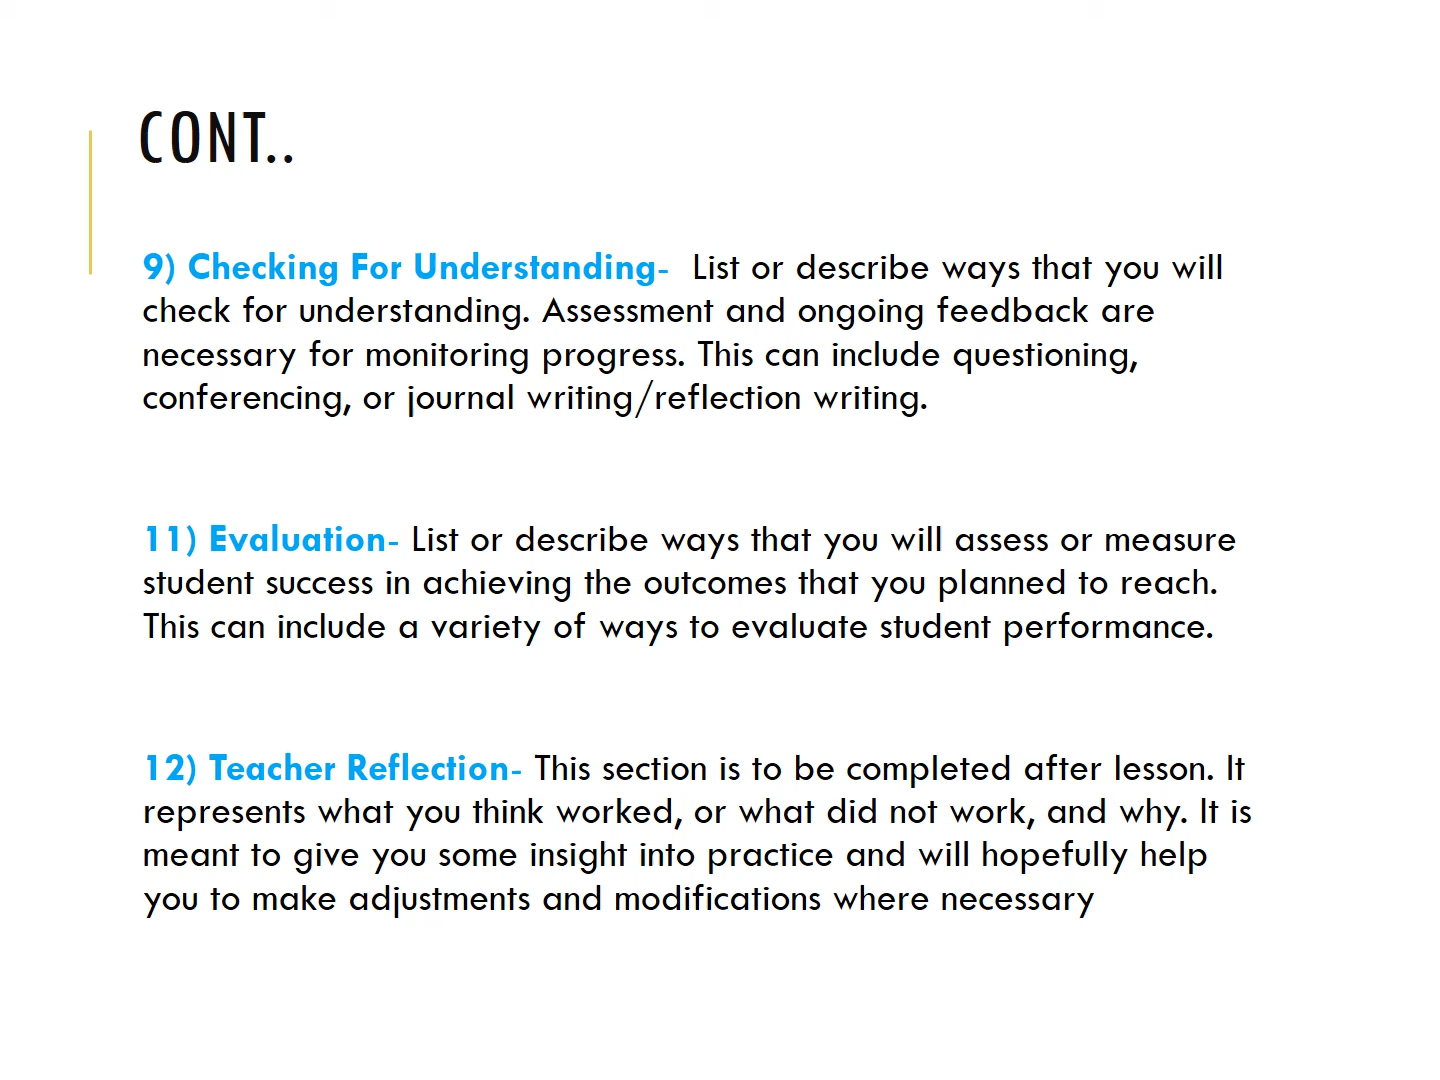 CONT..
9) Checking For Understanding-  List or describe ways that you will
check for understanding. Assessment and ongoing feedback are
necessary for monitoring progress. This can include questioning,
conferencing, or journal writing/reflection writing.
11) Evaluation- List or describe ways that you will assess or measure
student success in achieving the outcomes that you planned to reach.
This can include a variety of ways to evaluate student performance.
12) Teacher Reflection- This section is to be completed after lesson. It
represents what you think worked, or what did not work, and why. It is
meant to give you some insight into practice and will hopefully help
you to make adjustments and modifications where necessary